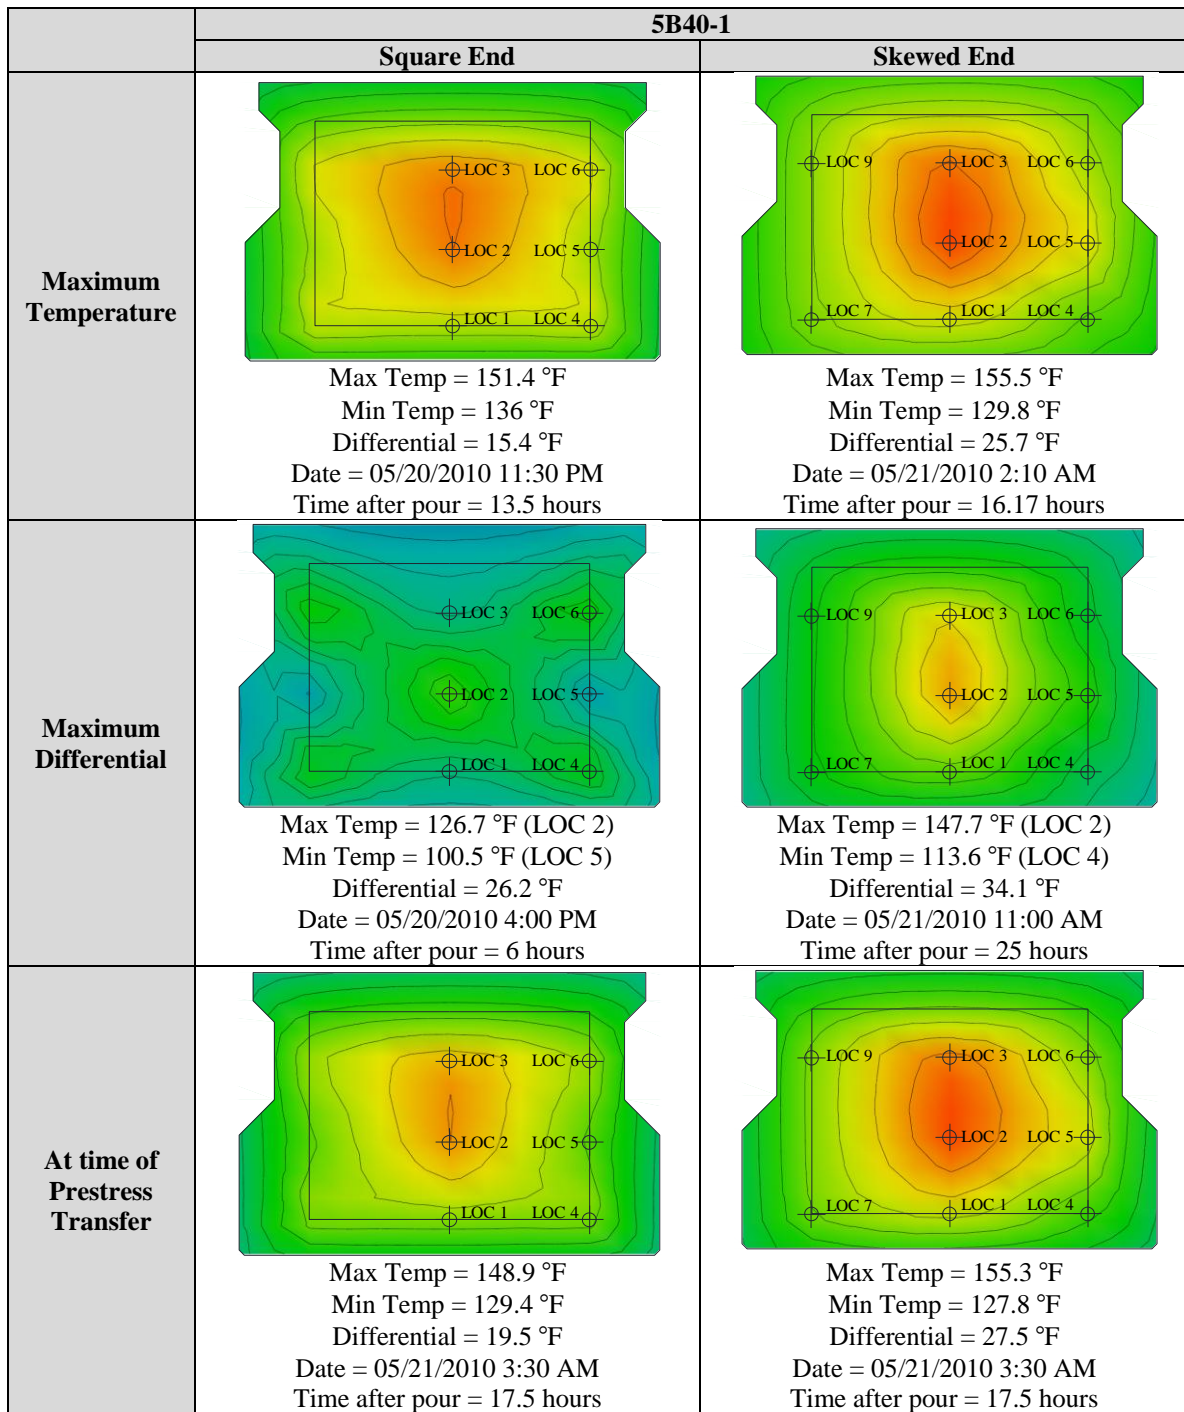 5B40-1
Square End
Skewed End
Maximum
Temperature
LOC 3
LOC 6
LOC 2
LOC 5
LOC 1
LOC 4
Max Temp = 151.4 °F
Min Temp = 136 °F
Differential = 15.4 °F
Date = 05/20/2010 11:30 PM
Time after pour = 13.5 hours
LOC 9
LOC 3
LOC 6
LOC 2
LOC 5
LOC 7
LOC 1
LOC 4
Max Temp = 155.5 °F
Min Temp = 129.8 °F
Differential = 25.7 °F
Date = 05/21/2010 2:10 AM
Time after pour = 16.17 hours
Maximum
Differential
LOC 3
LOC 6
LOC 2
LOC 5
LOC 1
LOC 4
Max Temp = 126.7 °F (LOC 2)
Min Temp = 100.5 °F (LOC 5)
Differential = 26.2 °F
Date = 05/20/2010 4:00 PM
Time after pour = 6 hours
LOC 9
LOC 3
LOC 6
LOC 2
LOC 5
LOC 7
LOC 1
LOC 4
Max Temp = 147.7 °F (LOC 2)
Min Temp = 113.6 °F (LOC 4)
Differential = 34.1 °F
Date = 05/21/2010 11:00 AM
Time after pour = 25 hours
At time of
Prestress
Transfer
LOC 3
LOC 6
LOC 2
LOC 5
LOC 1
LOC 4
Max Temp = 148.9 °F
Min Temp = 129.4 °F
Differential = 19.5 °F
Date = 05/21/2010 3:30 AM
Time after pour = 17.5 hours
LOC 9
LOC 3
LOC 6
LOC 2
LOC 5
LOC 7
LOC 1
LOC 4
Max Temp = 155.3 °F
Min Temp = 127.8 °F
Differential = 27.5 °F
Date = 05/21/2010 3:30 AM
Time after pour = 17.5 hours